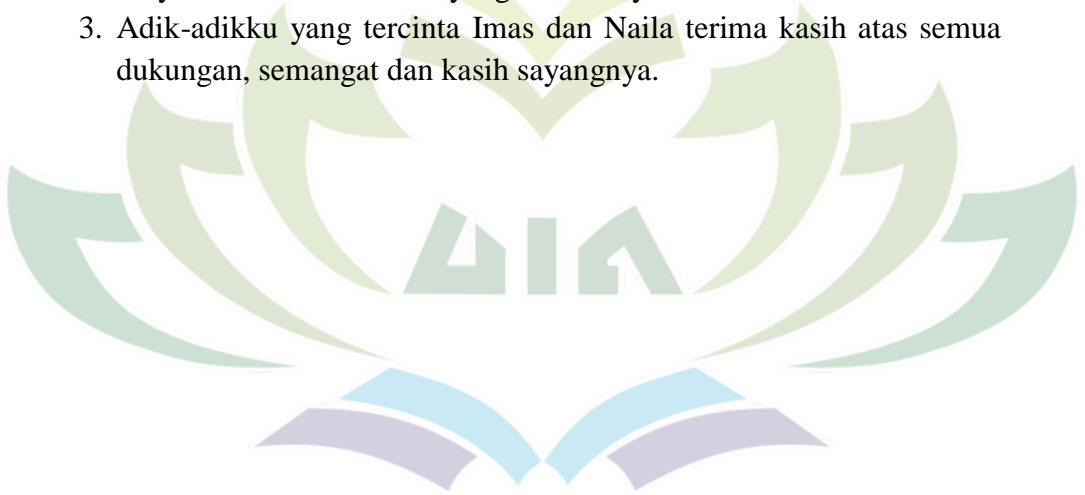 3. Adik-adikku yang tercinta Imas dan Naila terima kasih atas semua
dukungan, semangat dan kasih sayangnya.